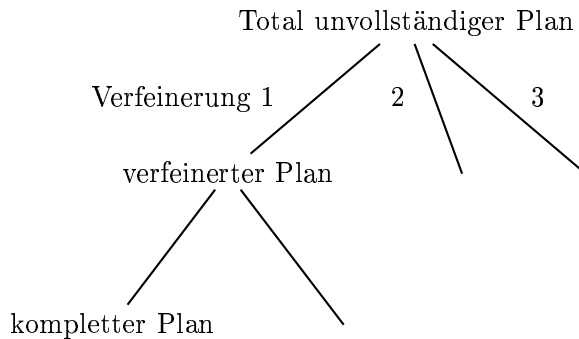 Total unvollständiger Plan
Verfeinerung 1 2 3
verfeinerter Plan
kompletter Plan